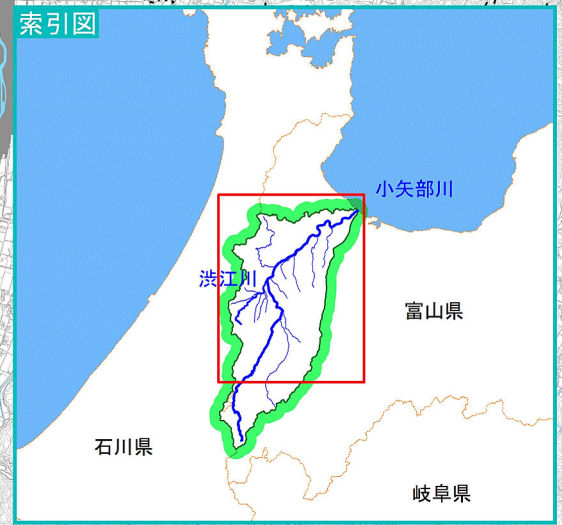 索引図
小矢部川
渋江川
富山県
石川県
岐阜県